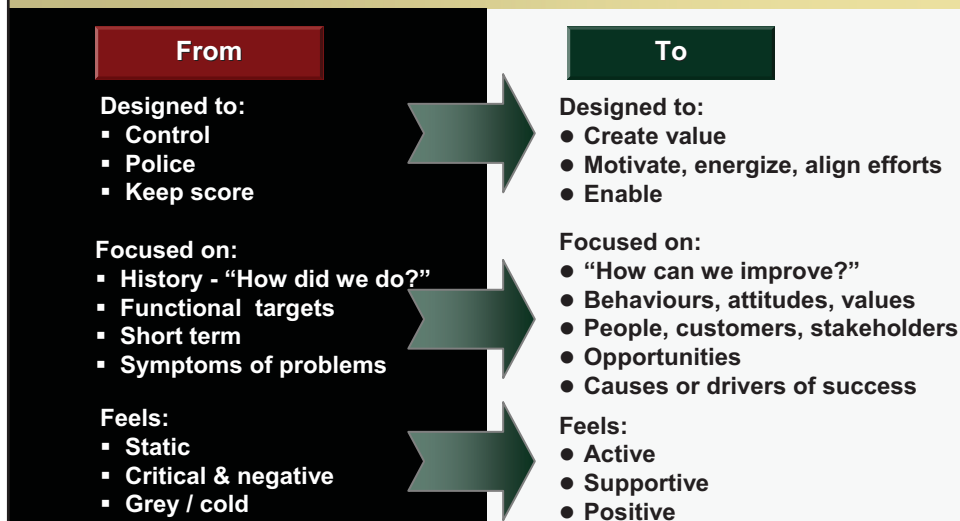 From
Designed to:
▪ Control
▪ Police
▪ Keep score
Focused on:
▪ History - “How did we do?”
▪ Functional targets
▪ Short term
▪ Symptoms of problems
Feels:
▪ Static
▪ Critical & negative
▪ Grey / cold
To
Designed to:
● Create value
● Motivate, energize, align efforts
● Enable
Focused on:
● “How can we improve?”
● Behaviours, attitudes, values
● People, customers, stakeholders
● Opportunities
● Causes or drivers of success
Feels:
● Active
● Supportive
● Positive